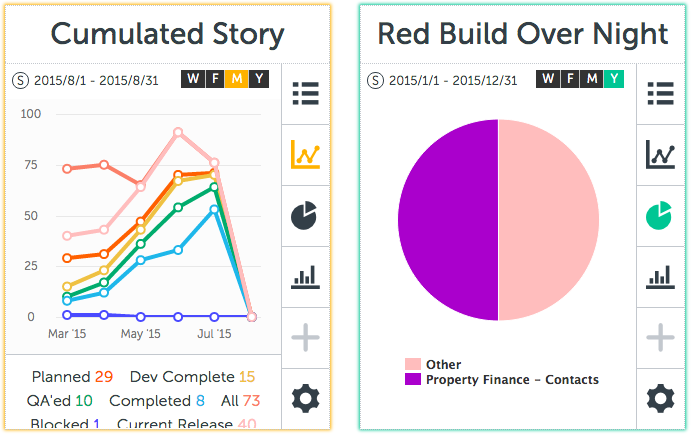 Cumulated Story
S 2015/8/1 - 2015/8/31 W F M Y
100
75
50
25
0
Mar '15 May '15 Jul '15
Planned 29 Dev Complete 15
QA'ed 10 Completed 8 All 73
Blocked 1 Current Release 40
Red Build Over Night
S 2015/1/1 - 2015/12/31 W F M Y
Other
Property Finance - Contacts